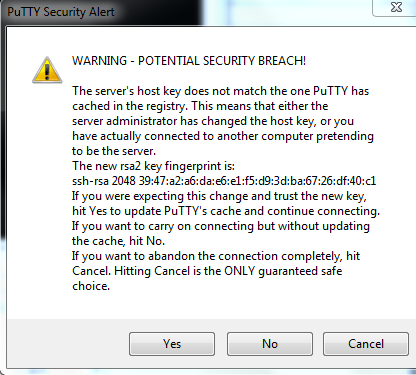 PuTTY Security Alert
WARNING - POTENTIAL SECURITY BREACH!
The server's host key does not match the one PuTTY has
cached in the registry. This means that either the
server administrator has changed the host key, or you
have actually connected to another computer pretending
to be the server.
The new rsa2 key fingerprint is:
ssh-rsa 2048 39:47:a2:a6:da:e6:e1:f5:d9:3d:ba:67:26:df:40:c1
If you were expecting this change and trust the new key,
hit Yes to update PuTTY's cache and continue connecting.
If you want to carry on connecting but without updating
the cache, hit No.
If you want to abandon the connection completely, hit
Cancel. Hitting Cancel is the ONLY guaranteed safe
choice.
Yes No Cancel